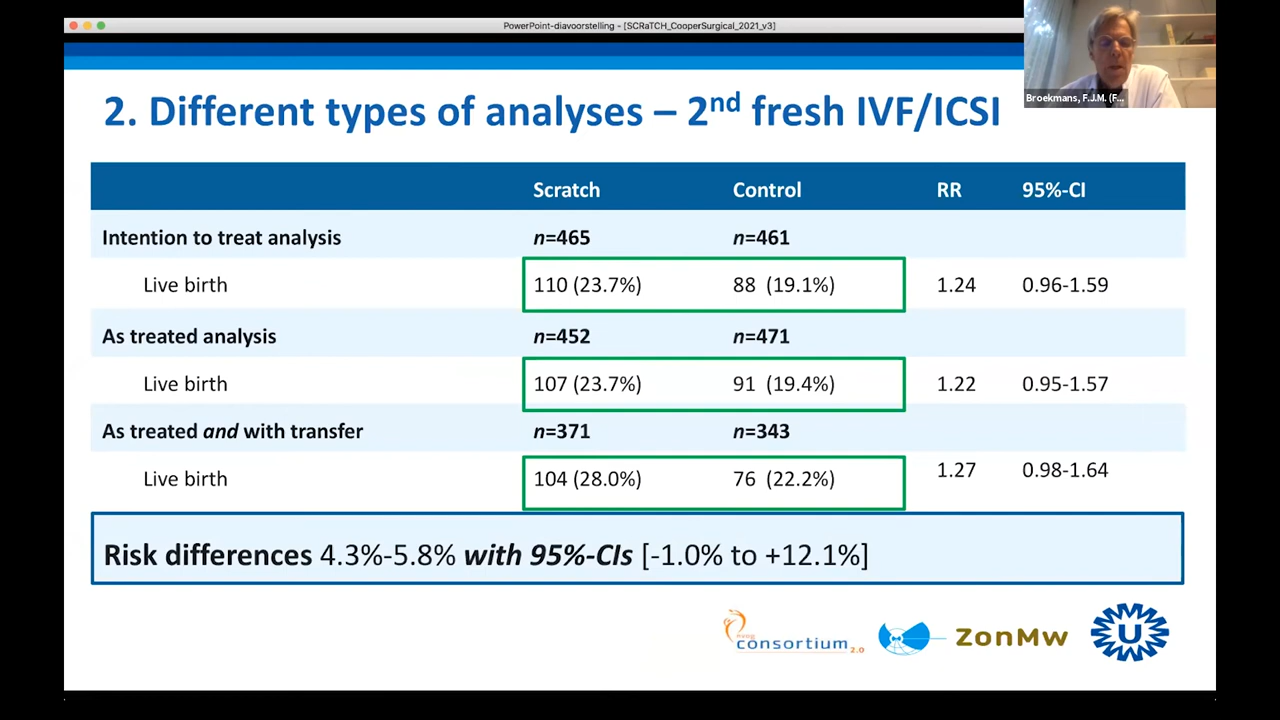 PowerPoint-diavoorstelling - [SCRaTCH_CooperSurgical_2021_v3]
Broekmans, F.J.M. (F...
2. Different types of analyses – 2nd fresh IVF/ICSI
Scratch Control RR 95%-CI
Intention to treat analysis n=465 n=461
Live birth 110 (23.7%) 88 (19.1%) 1.24 0.96-1.59
As treated analysis n=452 n=471
Live birth 107 (23.7%) 91 (19.4%) 1.22 0.95-1.57
As treated and with transfer n=371 n=343
Live birth 104 (28.0%) 76 (22.2%) 1.27 0.98-1.64
Risk differences 4.3%-5.8% with 95%-CIs [-1.0% to +12.1%]
consortium 2.0
ZonMw
U